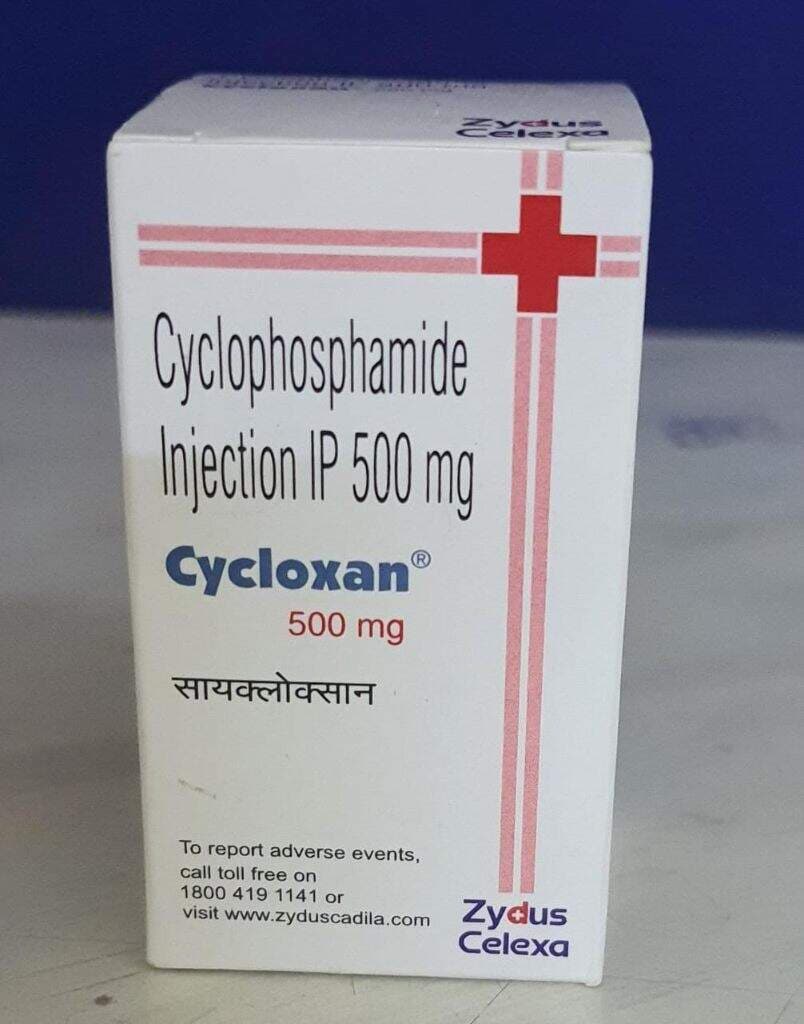 Zydus
Celexa
Cyclophosphamide
Injection IP 500 mg
Cycloxan®
500 mg
सायक्लोक्सान
To report adverse events,
call toll free on
1800 419 1141 or
visit www.zyduscadila.com
Zydus
Celexa